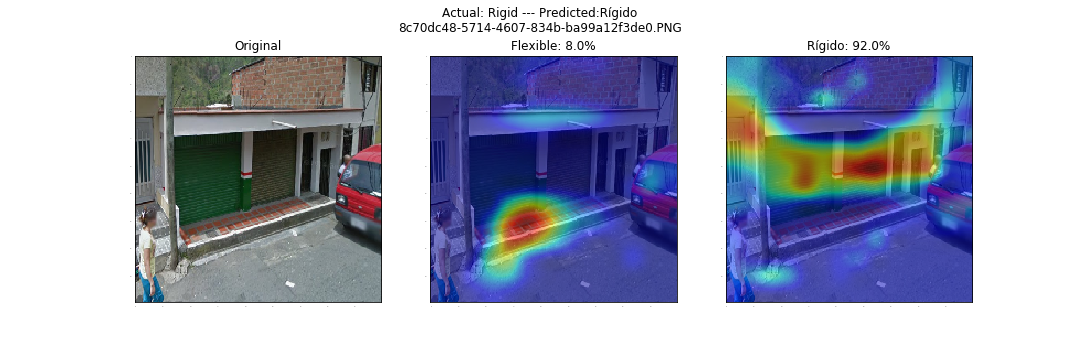 Actual: Rigid --- Predicted:Rígido
8c70dc48-5714-4607-834b-ba99a12f3de0.PNG
Original
Flexible: 8.0%
Rígido: 92.0%